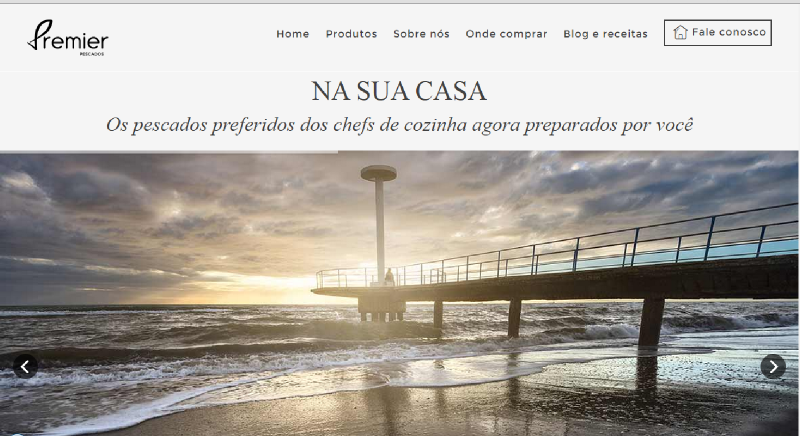 Premier
PESCADOS
Home Produtos Sobre nós Onde comprar Blog e receitas Fale conosco
NA SUA CASA
Os pescados preferidos dos chefs de cozinha agora preparados por você